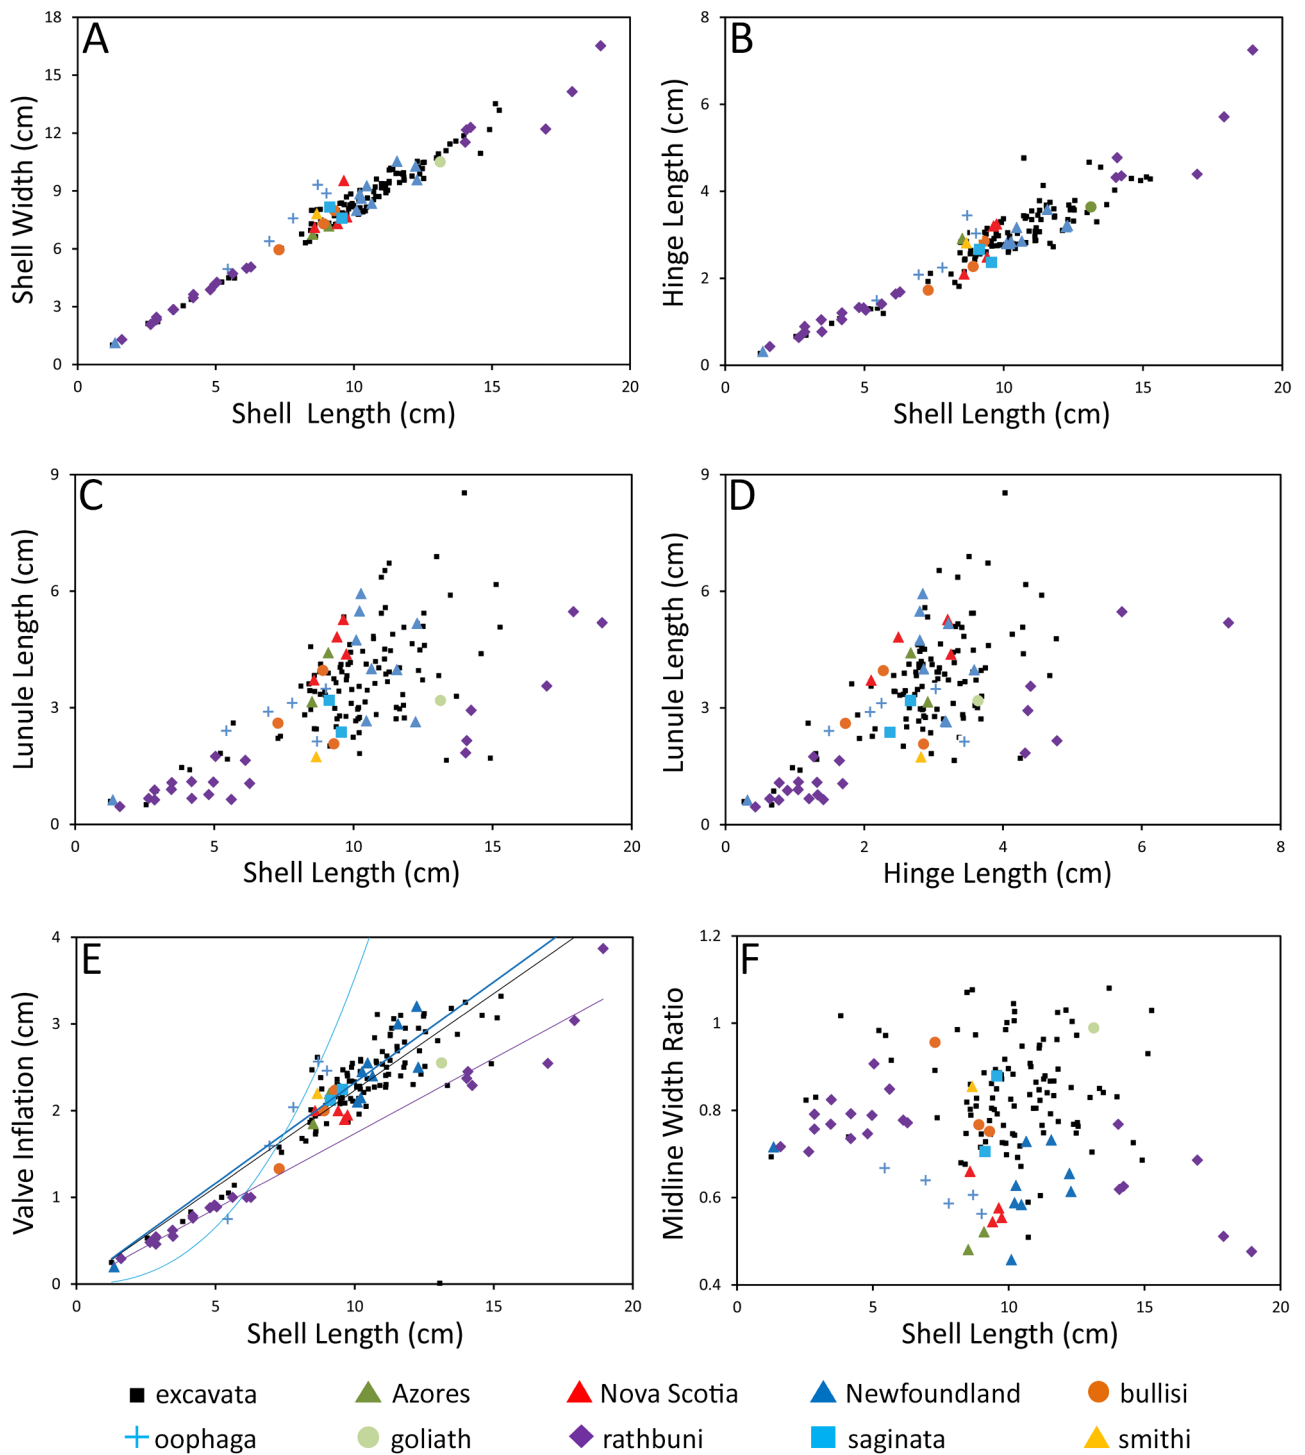 A
Shell Width (cm)
18
15
12
9
6
3
0
0 5 10 15 20
Shell Length (cm)
B
Hinge Length (cm)
8
6
4
2
0
0 5 10 15 20
Shell Length (cm)
C
Lunule Length (cm)
9
6
3
0
0 5 10 15 20
Shell Length (cm)
D
Lunule Length (cm)
9
6
3
0
0 2 4 6 8
Hinge Length (cm)
E
Valve Inflation (cm)
4
3
2
1
0
0 5 10 15 20
Shell Length (cm)
F
Midline Width Ratio
1.2
1
0.8
0.6
0.4
0 5 10 15 20
Shell Length (cm)
excavata Azores Nova Scotia Newfoundland bullisi
oophaga goliath rathbuni saginata smithi